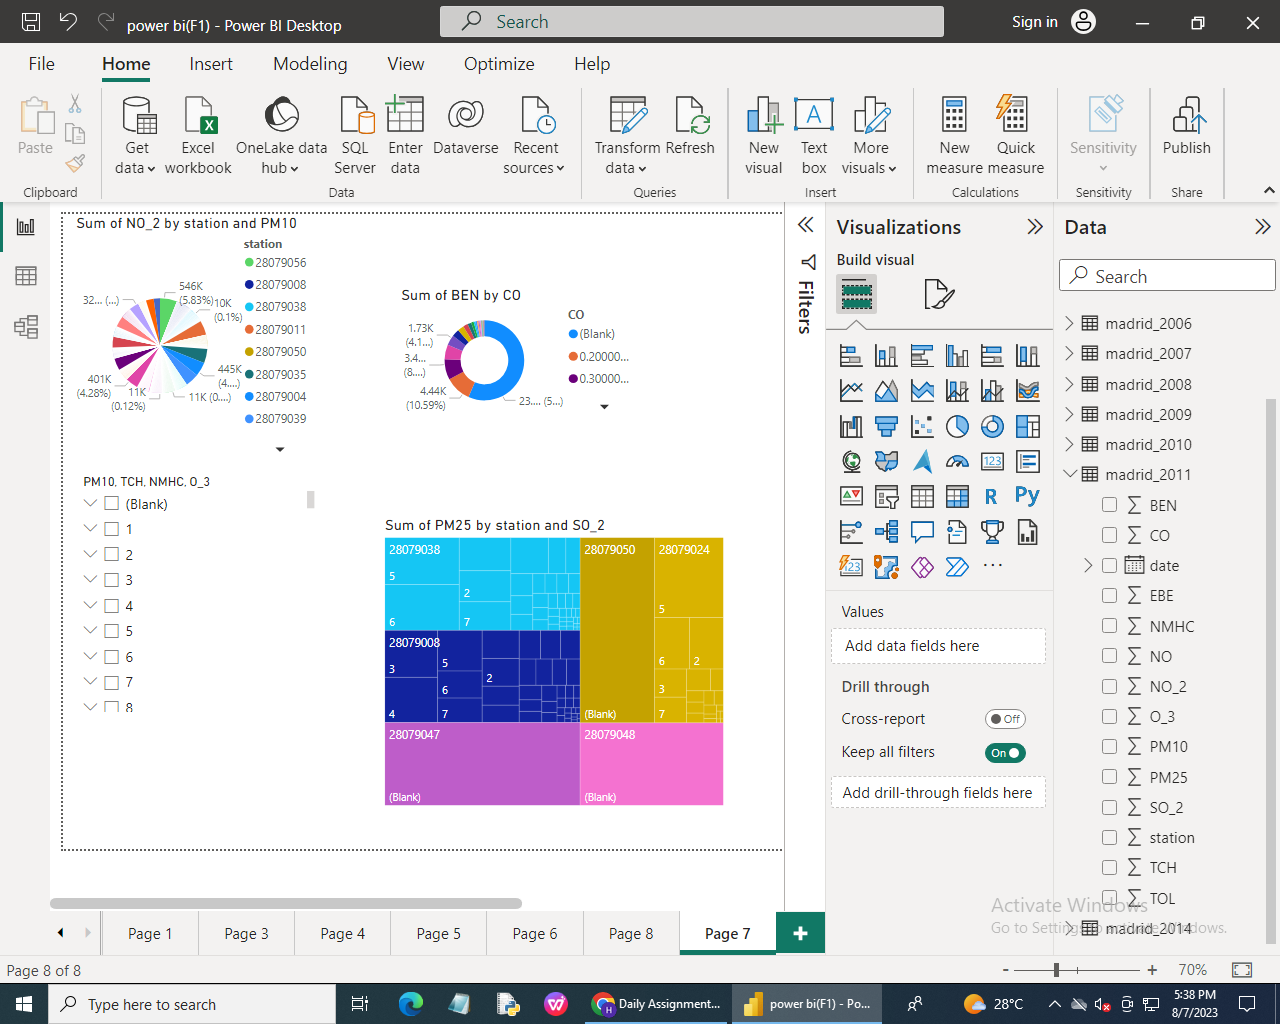 power bi(F1) - Power BI Desktop
Search
Sign in
File
Home
Insert
Modeling
View
Optimize
Help
Paste
Get data
Excel workbook
OneLake data hub
SQL Server
Enter data
Dataverse
Recent sources
Transform data
Refresh
New visual
Text box
More visuals
New measure
Quick measure
Sensitivity
Publish
Clipboard
Data
Queries
Insert
Calculations
Sensitivity
Share
Sum of NO_2 by station and PM10
station
28079056
28079008
28079038
28079011
28079050
28079035
28079004
28079039
546K
(5.83%)
10K
(0.1%)
32... (...)
445K
(4....)
401K
(4.28%)
11K
(0.12%)
11K (0....)
Sum of BEN by CO
CO
(Blank)
0.20000...
0.30000...
1.73K
(4.1...)
3.4...
(8....)
4.44K
(10.59%)
23.... (5...)
PM10, TCH, NMHC, O_3
(Blank)
1
2
3
4
5
6
7
8
Sum of PM25 by station and SO_2
28079038
5
6
2
7
28079050
(Blank)
28079024
5
6
2
3
7
28079008
3
4
5
6
7
2
28079047
(Blank)
28079048
(Blank)
Filters
Visualizations
Build visual
R
Py
123
123
...
Values
Add data fields here
Drill through
Cross-report
Off
Keep all filters
On
Add drill-through fields here
Data
Search
madrid_2006
madrid_2007
madrid_2008
madrid_2009
madrid_2010
madrid_2011
BEN
CO
date
EBE
NMHC
NO
NO_2
O_3
PM10
PM25
SO_2
station
TCH
TOL
madrid_2014
Activate Windows
Go to Settings to activate Windows.
Page 1
Page 3
Page 4
Page 5
Page 6
Page 8
Page 7
Page 8 of 8
70%
Type here to search
Daily Assignment...
power bi(F1) - Po...
28°C
5:38 PM
8/7/2023